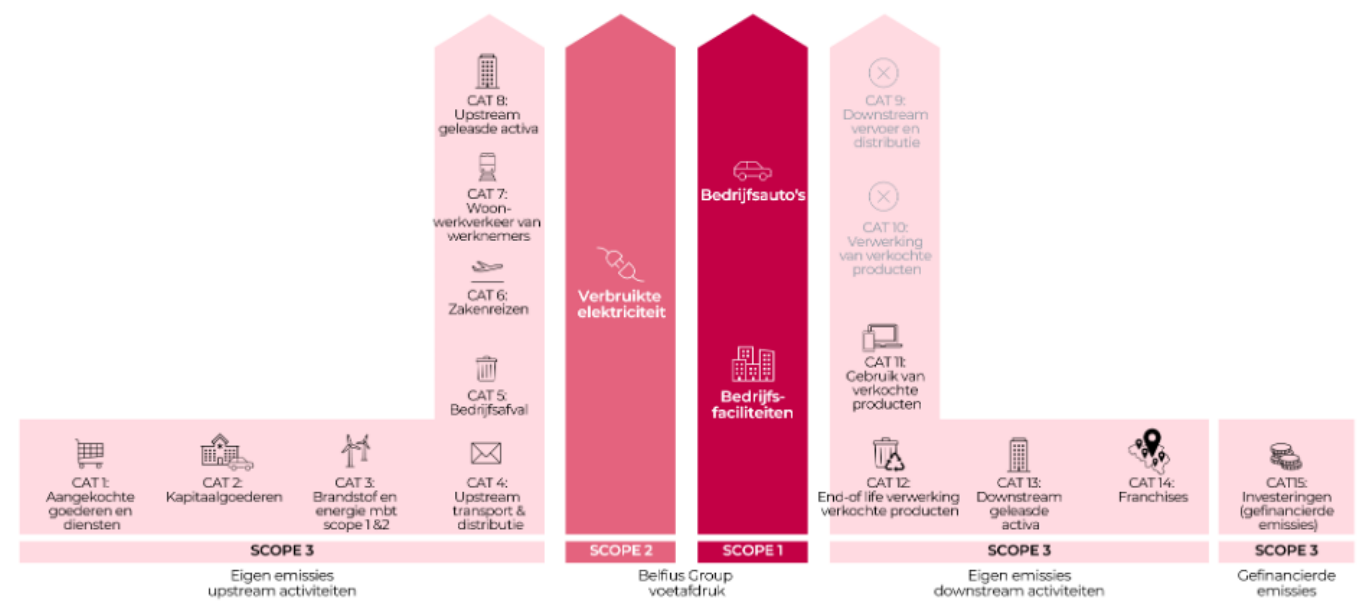 CAT 8:
Upstream
geleasde activa
CAT 7:
Woon-
werkverkeer van
werknemers
CAT 6:
Zakenreizen
CAT 5:
Bedrijfsafval
CAT 1:
Aangekochte
goederen en
diensten
CAT 2:
Kapitaalgoederen
CAT 3:
Brandstof en
energie mbt
scope 1 &2
CAT 4:
Upstream
transport &
distributie
SCOPE 3
Eigen emissies
upstream activiteiten
Verbruikte
elektriciteit
SCOPE 2
Bedrijfsauto's
Bedrijfs-
faciliteiten
SCOPE 1
Belfius Group
voetafdruk
CAT 9:
Downstream
vervoer en
distributie
CAT 10:
Verwerking
van verkochte
producten
CAT 11:
Gebruik van
verkochte
producten
CAT 12:
End-of life verwerking
verkochte producten
CAT 13:
Downstream
geleasde
activa
CAT 14:
Franchises
SCOPE 3
Eigen emissies
downstream activiteiten
CAT15:
Investeringen
(gefinancierde
emissies)
SCOPE 3
Gefinancierde
emissies